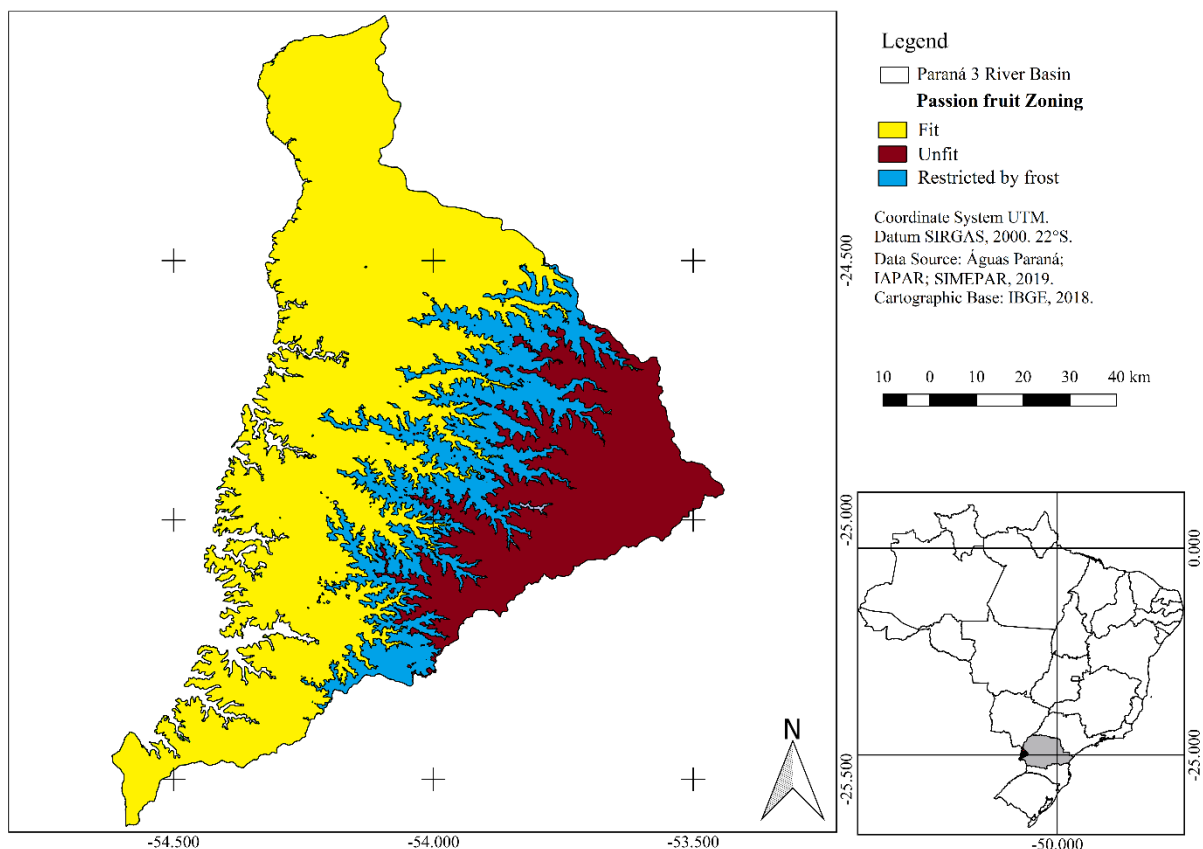 Legend
Paraná 3 River Basin
Passion fruit Zoning
Fit
Unfit
Restricted by frost
Coordinate System UTM.
Datum SIRGAS, 2000. 22°S.
Data Source: Águas Paraná;
IAPAR; SIMEPAR, 2019.
Cartographic Base: IBGE, 2018.
10 0 10 20 30 40 km
-24.500
-25.000
-25.500
N
-54.500 -54.000 -53.500
0.000
-25.000
-50.000